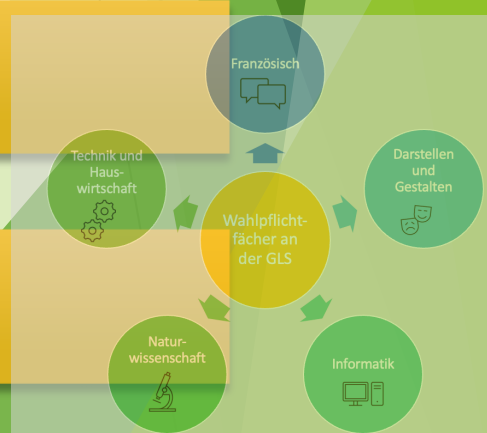 Französisch
Technik und
Haus-
wirtschaft
Darstellen
und
Gestalten
Wahlpflicht-
fächer an
der GLS
Natur-
wissenschaft
Informatik